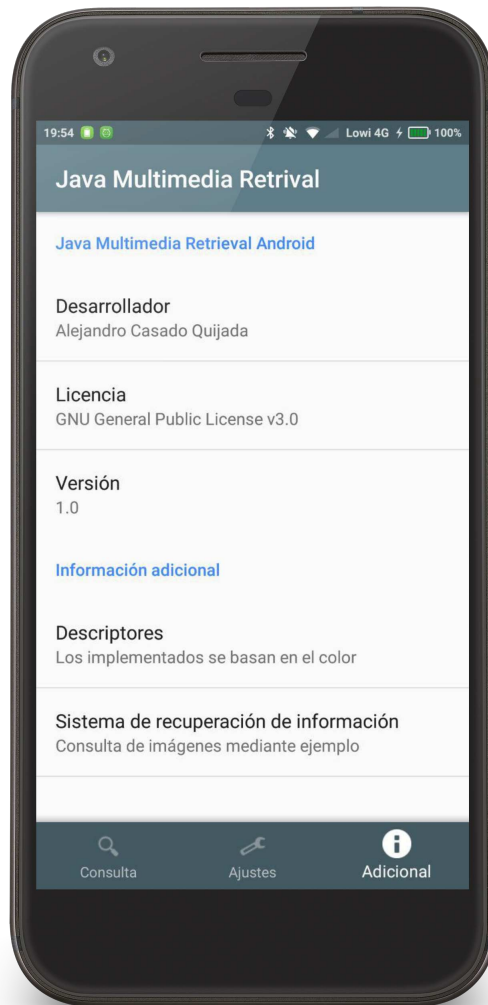 19:54 Lowi 4G 100%
Java Multimedia Retrival
Java Multimedia Retrieval Android
Desarrollador
Alejandro Casado Quijada
Licencia
GNU General Public License v3.0
Versión
1.0
Información adicional
Descriptores
Los implementados se basan en el color
Sistema de recuperación de información
Consulta de imágenes mediante ejemplo
Consulta Ajustes Adicional